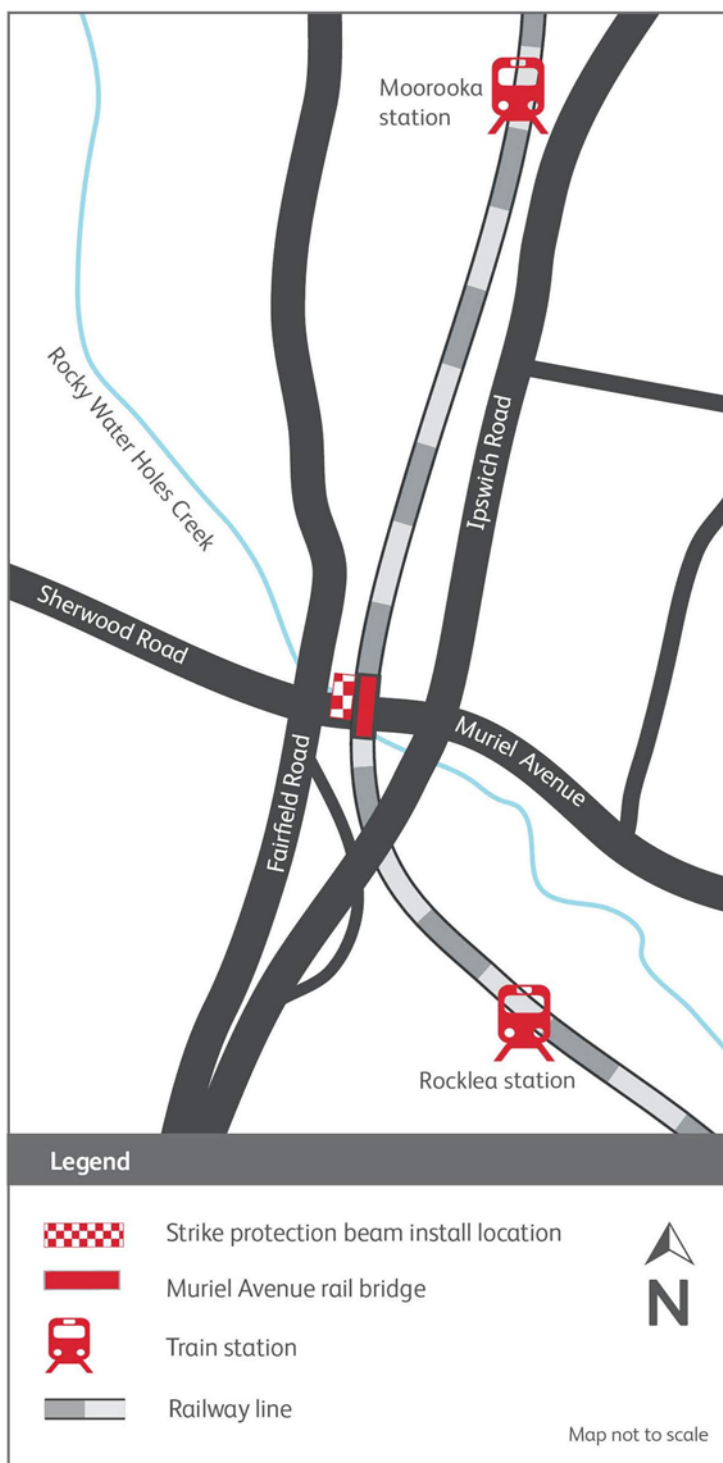 Moorooka
station
Rocky Water Holes Creek
Ipswich Road
Sherwood Road
Muriel Avenue
Fairfield Road
Rocklea station
Legend
Strike protection beam install location
Muriel Avenue rail bridge
Train station
Railway line
N
Map not to scale